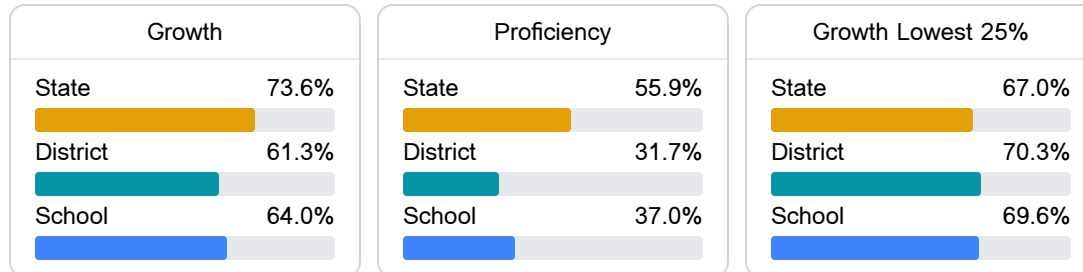 Growth
State 73.6%
District 61.3%
School 64.0%
Proficiency
State 55.9%
District 31.7%
School 37.0%
Growth Lowest 25%
State 67.0%
District 70.3%
School 69.6%